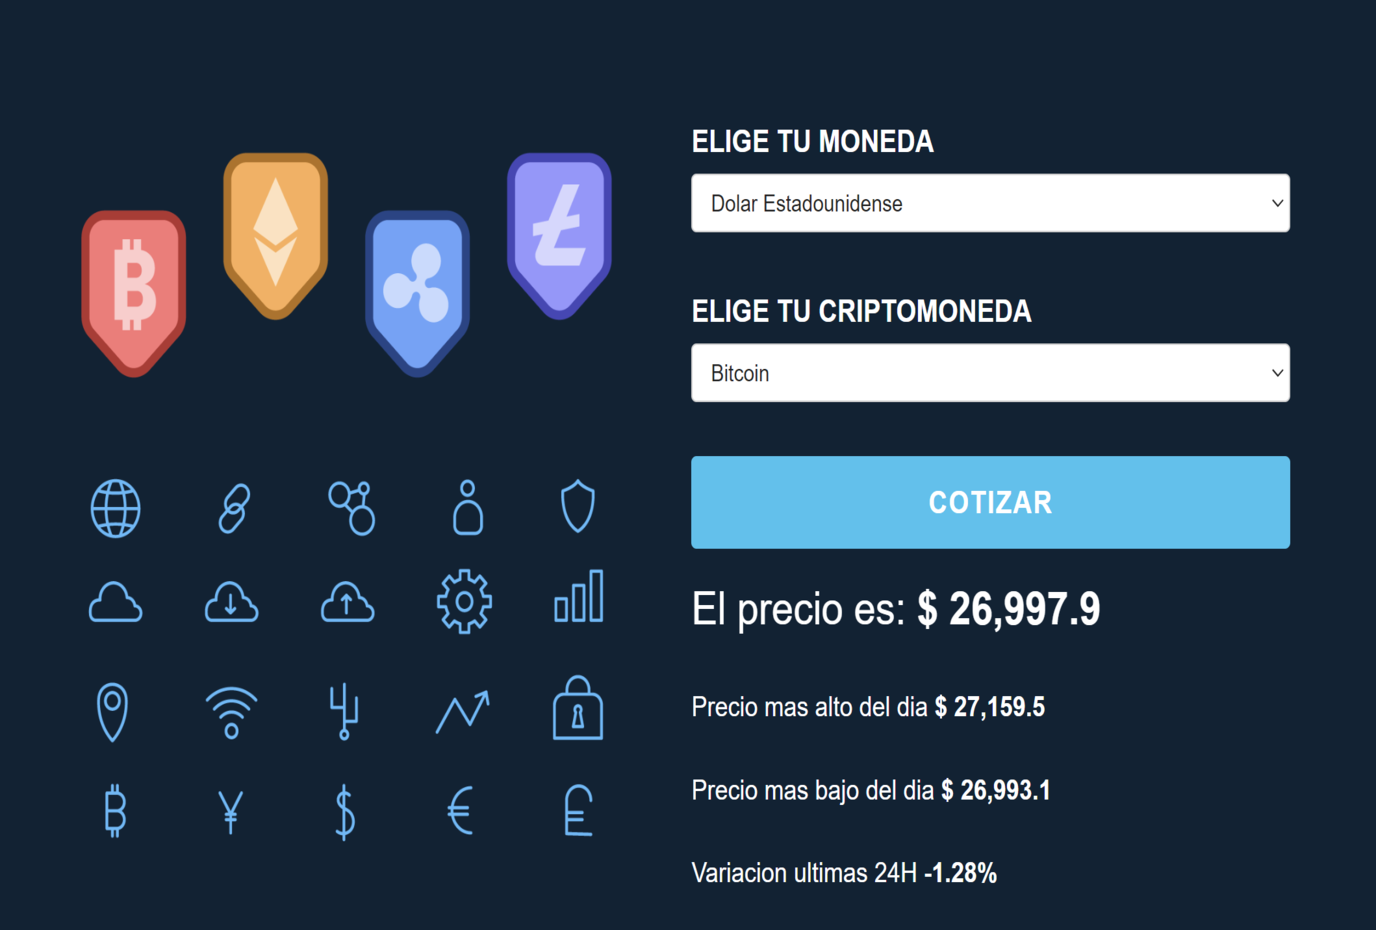 ELIGE TU MONEDA
Dolar Estadounidense
ELIGE TU CRIPTOMONEDA
Bitcoin
COTIZAR
El precio es: $ 26,997.9
Precio mas alto del dia $ 27,159.5
Precio mas bajo del dia $ 26,993.1
Variacion ultimas 24H -1.28%